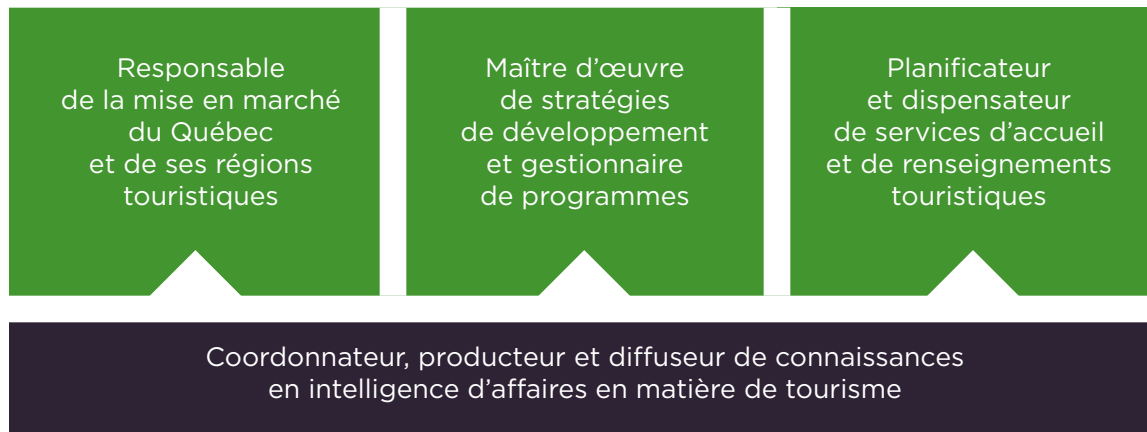 Responsable
de la mise en marché
du Québec
et de ses régions
touristiques
Maître d’œuvre
de stratégies
de développement
et gestionnaire
de programmes
Planificateur
et dispensateur
de services d’accueil
et de renseignements
touristiques
Coordonnateur, producteur et diffuseur de connaissances
en intelligence d’affaires en matière de tourisme